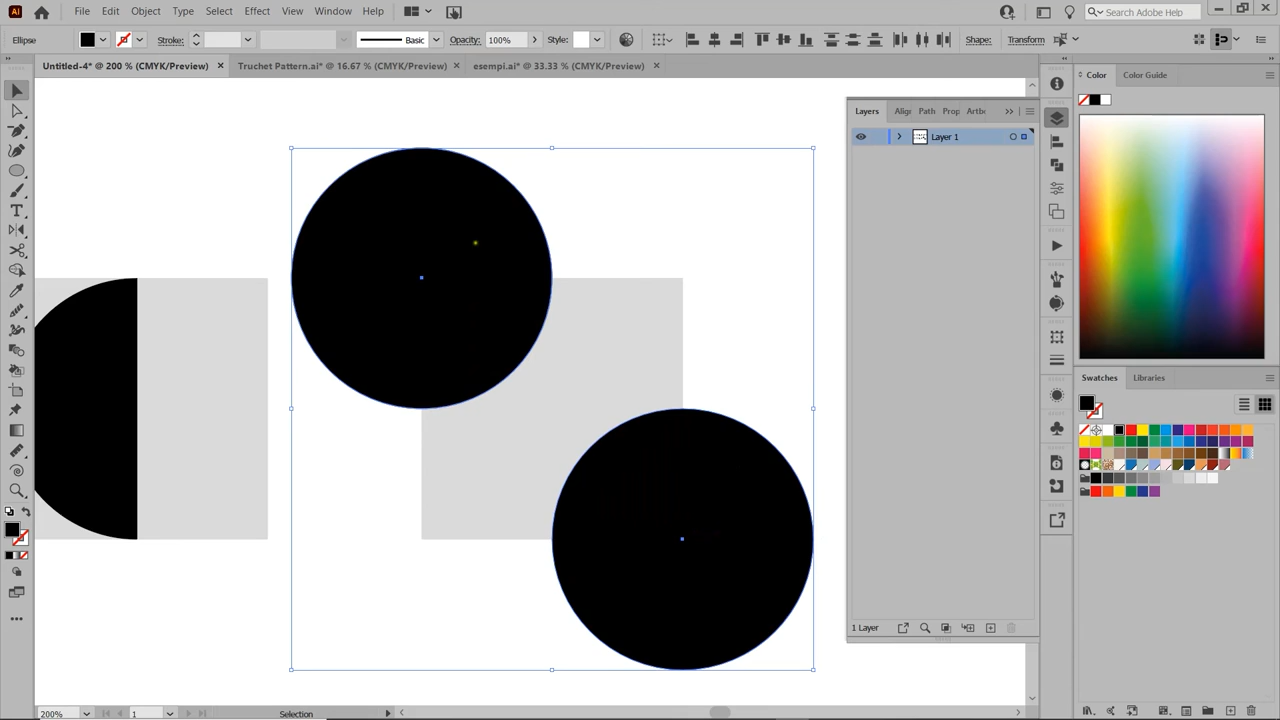 Ai File Edit Object Type Select Effect View Window Help Search Adobe Help
Ellipse Stroke: Basic Opacity: 100% Style: Shape: Transform
Untitled-4* @ 200 % (CMYK/Preview) × Truchet Pattern.ai* @ 16.67 % (CMYK/Preview) × esempi.ai* @ 33.33 % (CMYK/Preview) ×
Color Color Guide
Layers Aligr Path Prop Artb
Layer 1
Swatches Libraries
1 Layer
200% 1 Selection